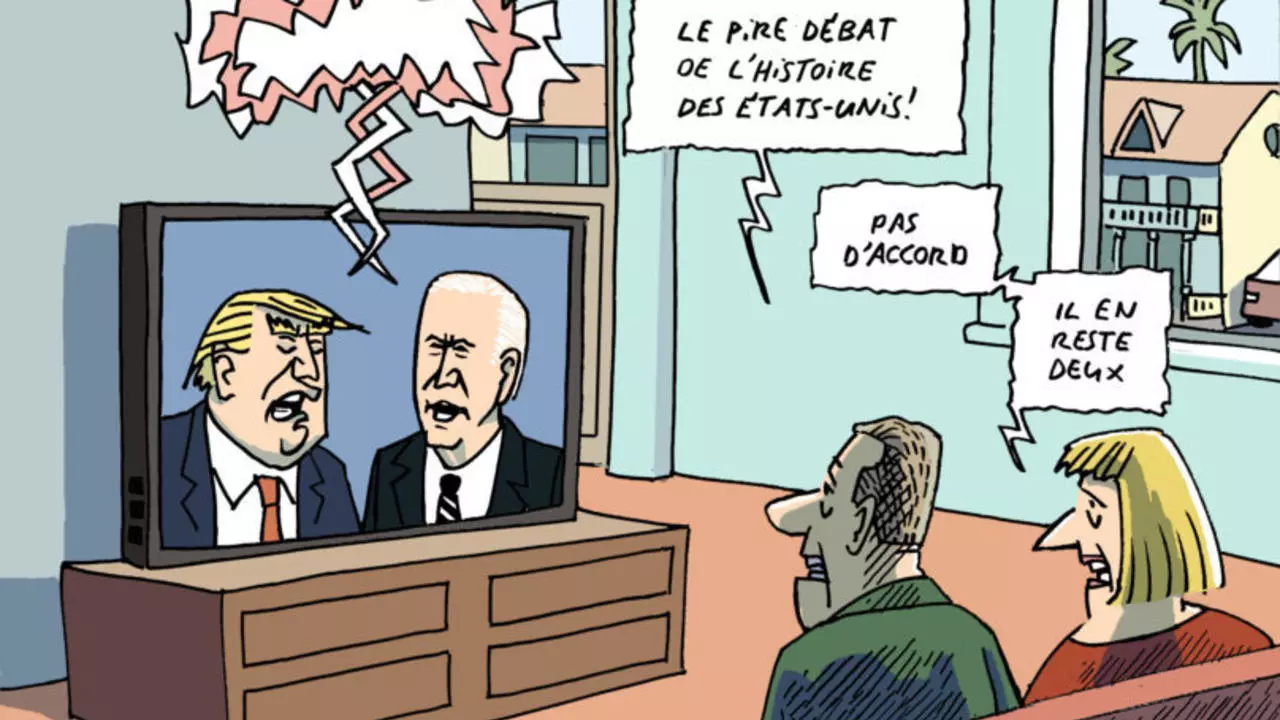 LE PIRE DÉBAT
DE L'HISTOIRE
DES ÉTATS-UNIS!
PAS
D'ACCORD
IL EN
RESTE
DEUX